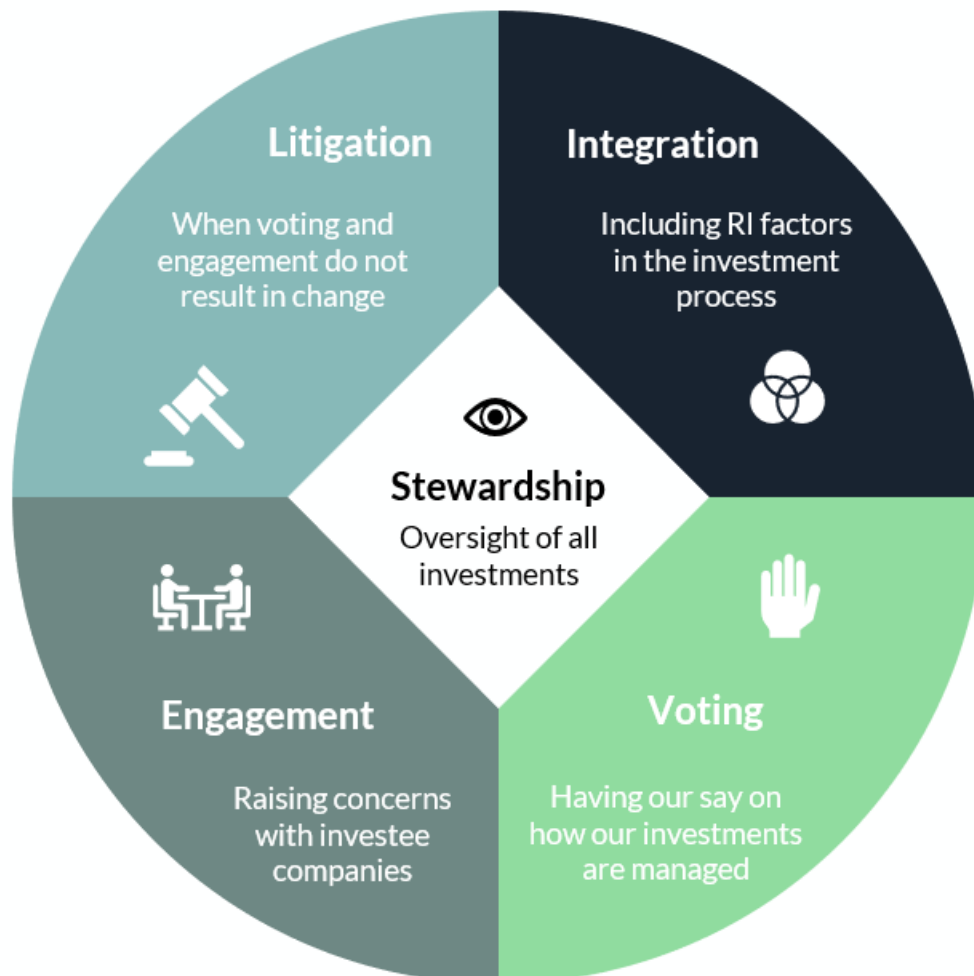 Litigation
When voting and
engagement do not
result in change
Integration
Including RI factors
in the investment
process
Stewardship
Oversight of all
investments
Engagement
Raising concerns
with investee
companies
Voting
Having our say on
how our investments
are managed